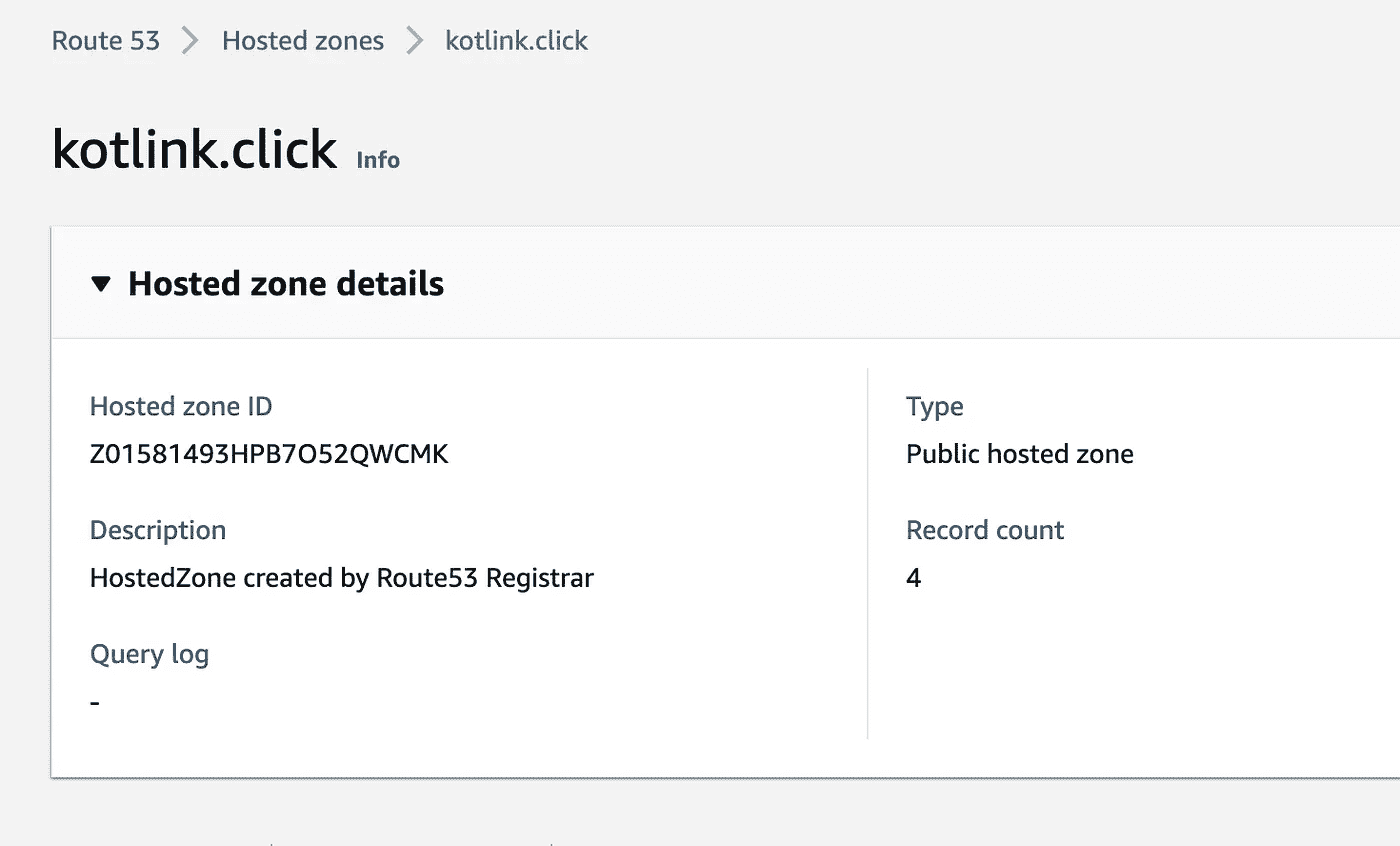 Route 53 > Hosted zones > kotlink.click
kotlink.click Info
Hosted zone details
Hosted zone ID
Z01581493HPB7O52QWCMK
Type
Public hosted zone
Description
HostedZone created by Route53 Registrar
Record count
4
Query log
-